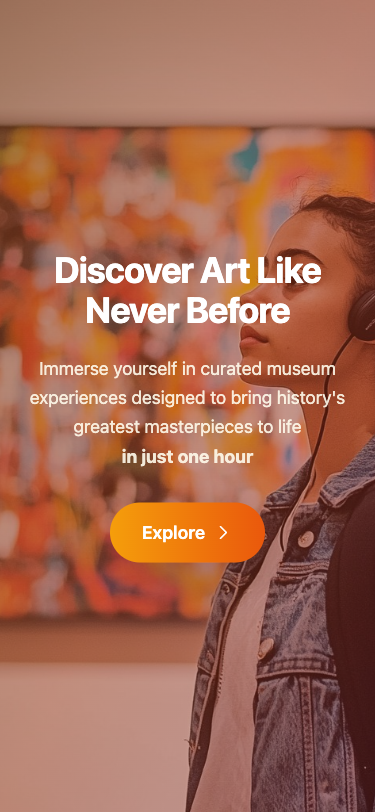 Discover Art Like
Never Before
Immerse yourself in curated museum
experiences designed to bring history's
greatest masterpieces to life
in just one hour
Explore